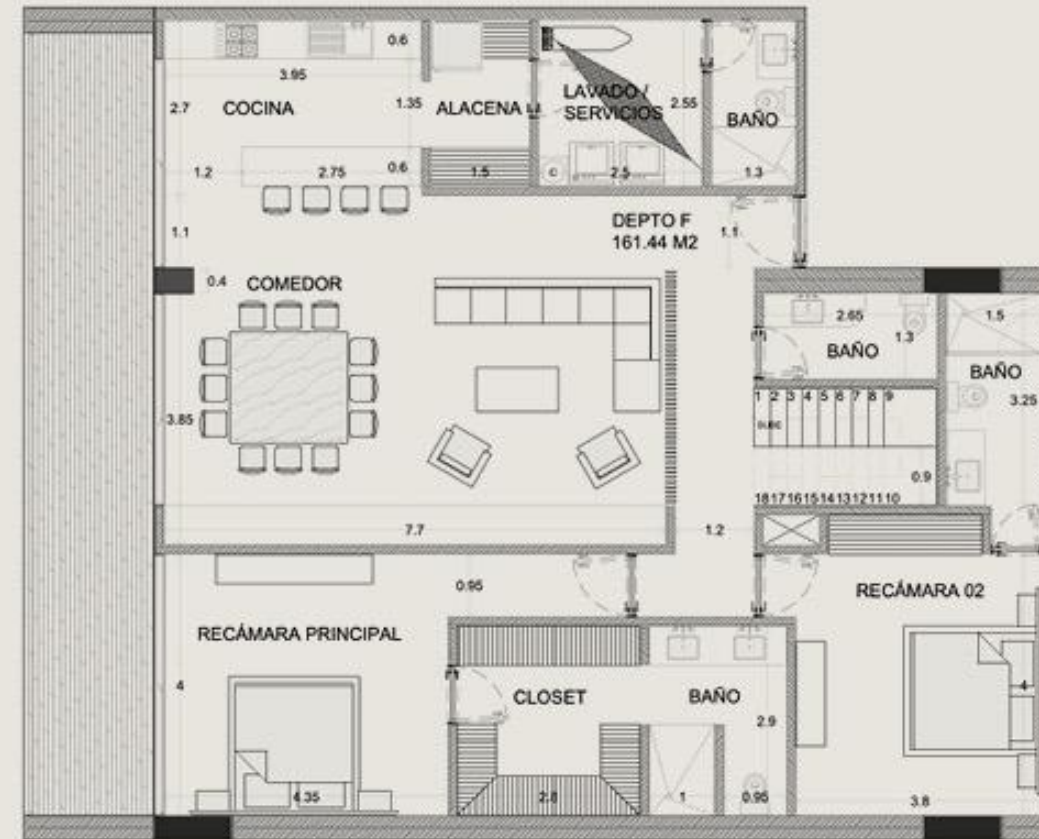 0.6
3.95
2.7
COCINA
1.35
ALACENA
LAVADO /
SERVICIOS
2.55
BAÑO
1.2
2.75
0.6
1.5
2.5
1.3
DEPTO F
161.44 M2
1.1
1.1
0.4
COMEDOR
2.65
1.3
BAÑO
1.5
BAÑO
3.25
1 2 3 4 5 6 7 8 9
SUBE
3.85
0.9
18 17 16 15 14 13 12 11 10
7.7
1.2
0.95
RECÁMARA 02
RECÁMARA PRINCIPAL
4
CLOSET
BAÑO
2.9
4
4.35
2.8
1
0.95
3.8